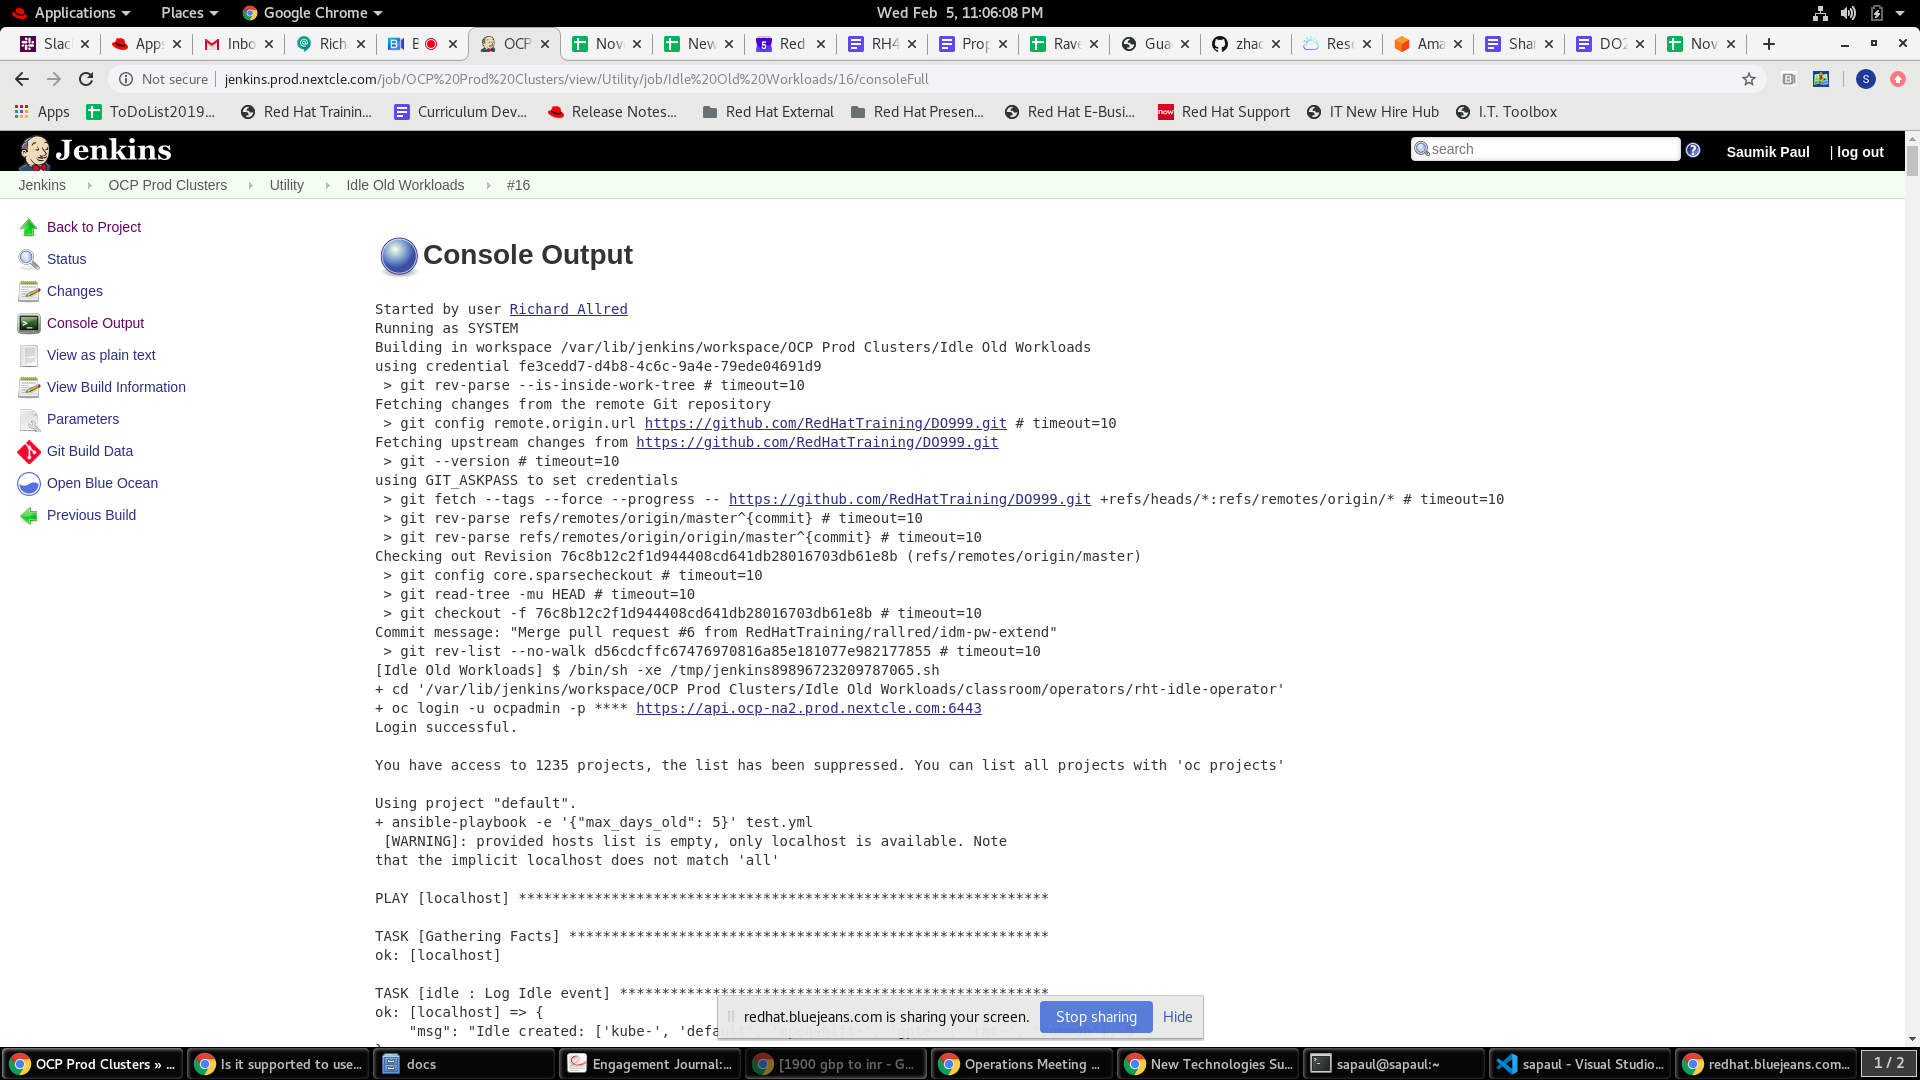 Applications Places Google Chrome Wed Feb 5, 11:06:08 PM
Slac Apps Inbo Rich B OCP Nov New Red RH4 Prop Rave Gua zhac Reso Ama Shar DO2 Nov
Not secure jenkins.prod.nextcle.com/job/OCP%20Prod%20Clusters/view/Utility/job/Idle%20Old%20Workloads/16/consoleFull S
Apps ToDoList2019... Red Hat Trainin... Curriculum Dev... Release Notes... Red Hat External Red Hat Presen... Red Hat E-Busi... Red Hat Support IT New Hire Hub I.T. Toolbox
Jenkins search Saumik Paul | log out
Jenkins OCP Prod Clusters Utility Idle Old Workloads #16
Back to Project
Status
Changes
Console Output
View as plain text
View Build Information
Parameters
Git Build Data
Open Blue Ocean
Previous Build
Console Output
Started by user Richard Allred
Running as SYSTEM
Building in workspace /var/lib/jenkins/workspace/OCP Prod Clusters/Idle Old Workloads
using credential fe3cedd7-d4b8-4c6c-9a4e-79ede04691d9
> git rev-parse --is-inside-work-tree # timeout=10
Fetching changes from the remote Git repository
> git config remote.origin.url https://github.com/RedHatTraining/DO999.git # timeout=10
Fetching upstream changes from https://github.com/RedHatTraining/DO999.git
> git --version # timeout=10
using GIT_ASKPASS to set credentials
> git fetch --tags --force --progress -- https://github.com/RedHatTraining/DO999.git +refs/heads/*:refs/remotes/origin/* # timeout=10
> git rev-parse refs/remotes/origin/master^{commit} # timeout=10
> git rev-parse refs/remotes/origin/origin/master^{commit} # timeout=10
Checking out Revision 76c8b12c2f1d944408cd641db28016703db61e8b (refs/remotes/origin/master)
> git config core.sparsecheckout # timeout=10
> git read-tree -mu HEAD # timeout=10
> git checkout -f 76c8b12c2f1d944408cd641db28016703db61e8b # timeout=10
Commit message: "Merge pull request #6 from RedHatTraining/rallred/idm-pw-extend"
> git rev-list --no-walk d56cdcffc67476970816a85e181077e982177855 # timeout=10
[Idle Old Workloads] $ /bin/sh -xe /tmp/jenkins89896723209787065.sh
+ cd '/var/lib/jenkins/workspace/OCP Prod Clusters/Idle Old Workloads/classroom/operators/rht-idle-operator'
+ oc login -u ocpadmin -p **** https://api.ocp-na2.prod.nextcle.com:6443
Login successful.
You have access to 1235 projects, the list has been suppressed. You can list all projects with 'oc projects'
Using project "default".
+ ansible-playbook -e '{"max_days_old": 5}' test.yml
[WARNING]: provided hosts list is empty, only localhost is available. Note
that the implicit localhost does not match 'all'
PLAY [localhost] ***************************************************************
TASK [Gathering Facts] *********************************************************
ok: [localhost]
TASK [idle : Log Idle event] ***************************************************
ok: [localhost] => {
"msg": "Idle created: ['kube-', 'defa
redhat.bluejeans.com is sharing your screen. Stop sharing Hide
OCP Prod Clusters » ... Is it supported to use... docs Engagement Journal:... [1900 gbp to inr - G... Operations Meeting ... New Technologies Su... sapaul@sapaul:~ sapaul - Visual Studio... redhat.bluejeans.com... 1 / 2